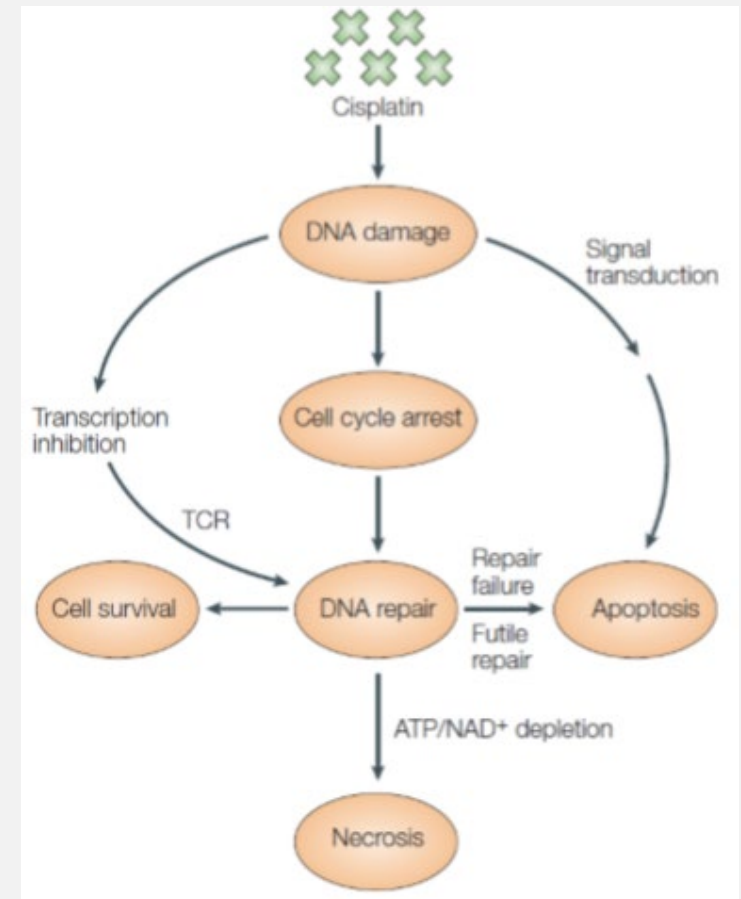 Cisplatin
DNA damage
Signal
transduction
Transcription
inhibition
Cell cycle arrest
TCR
Cell survival
DNA repair
Repair
failure
Futile
repair
Apoptosis
ATP/NAD⁺ depletion
Necrosis